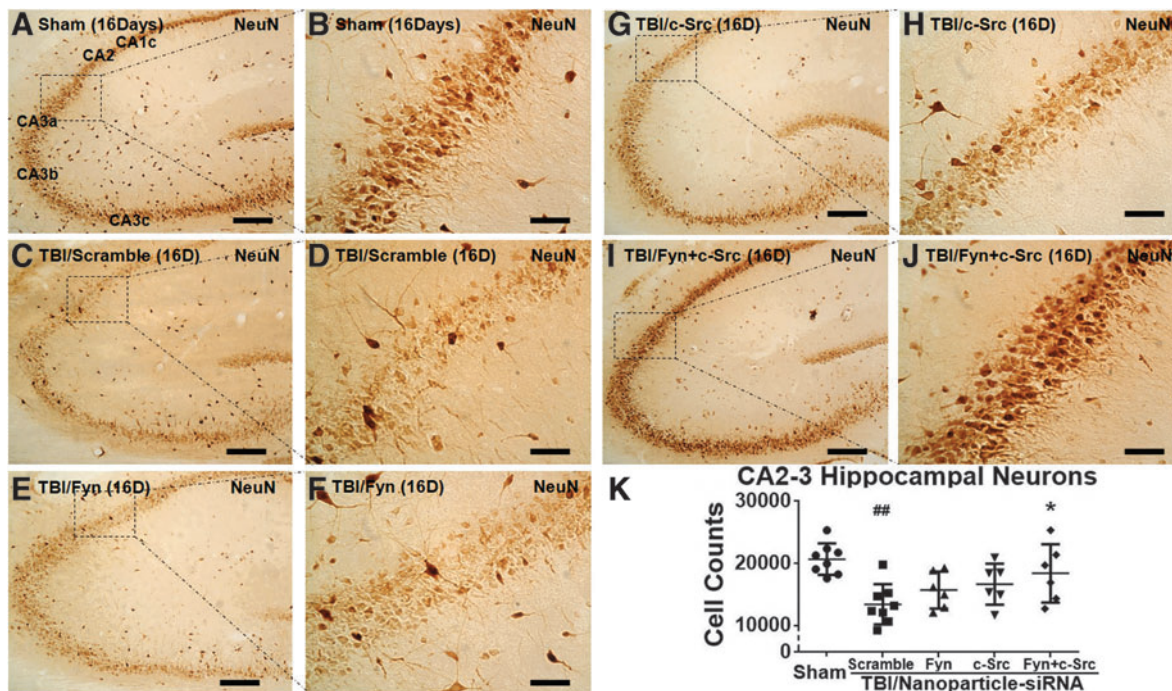 A Sham (16Days) NeuN
CA1c
CA2
CA3a
CA3b
CA3c
B Sham (16Days) NeuN
C TBI/Scramble (16D) NeuN
D TBI/Scramble (16D) NeuN
E TBI/Fyn (16D) NeuN
F TBI/Fyn (16D) NeuN
G TBI/c-Src (16D) NeuN
H TBI/c-Src (16D) NeuN
I TBI/Fyn+c-Src (16D) NeuN
J TBI/Fyn+c-Src (16D) NeuN
K
CA2-3 Hippocampal Neurons
Cell Counts
30000
20000
10000
0
##
*
Sham Scramble Fyn c-Src Fyn+c-Src
TBI/Nanoparticle-siRNA